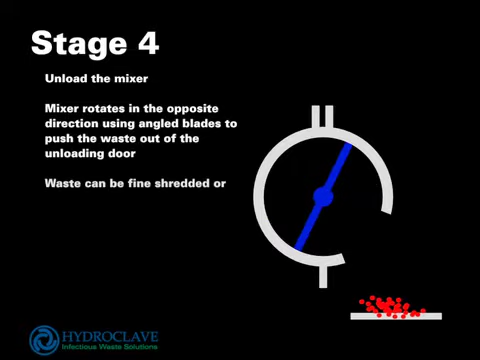 Stage 4
Unload the mixer
Mixer rotates in the opposite
direction using angled blades to
push the waste out of the
unloading door
Waste can be fine shredded or
HYDROCLAVE
Infectious Waste Solutions